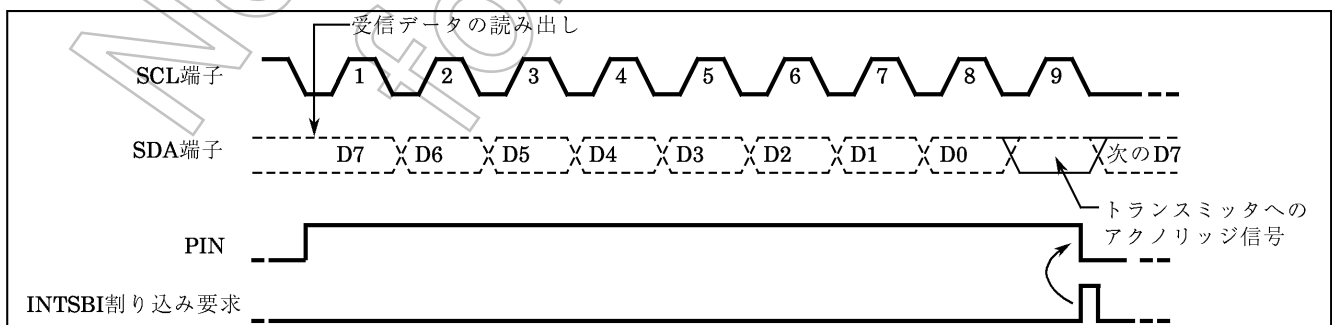 受信データの読み出し
SCL端子
1 2 3 4 5 6 7 8 9
SDA端子
D7 D6 D5 D4 D3 D2 D1 D0 次のD7
トランスミッタへの
アクノリッジ信号
PIN
INTSBI割り込み要求